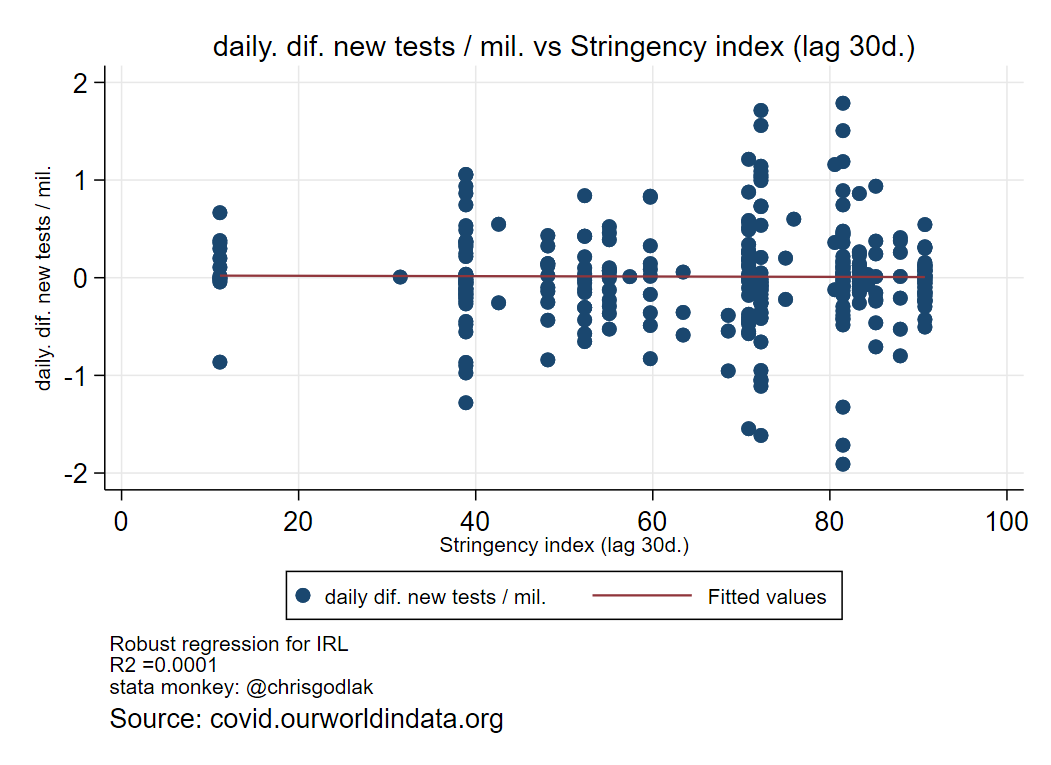 daily. dif. new tests / mil. vs Stringency index (lag 30d.)
daily. dif. new tests / mil.
2
1
0
-1
-2
0 20 40 60 80 100
Stringency index (lag 30d.)
daily dif. new tests / mil. Fitted values
Robust regression for IRL
R2 =0.0001
stata monkey: @chrisgodlak
Source: covid.ourworldindata.org